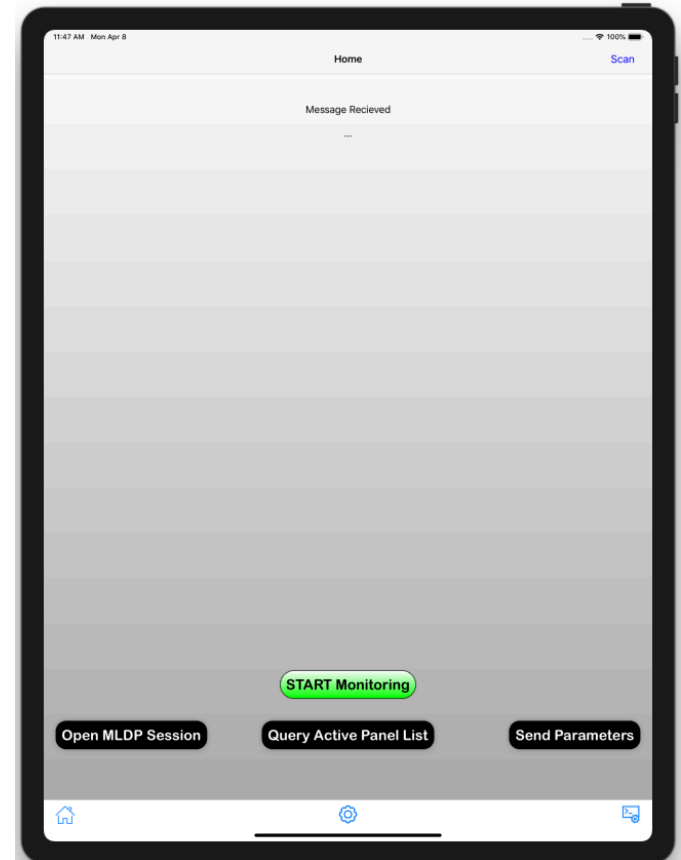 11:47 AM Mon Apr 8 100%
Home Scan
Message Recieved
...
START Monitoring
Open MLDP Session Query Active Panel List Send Parameters